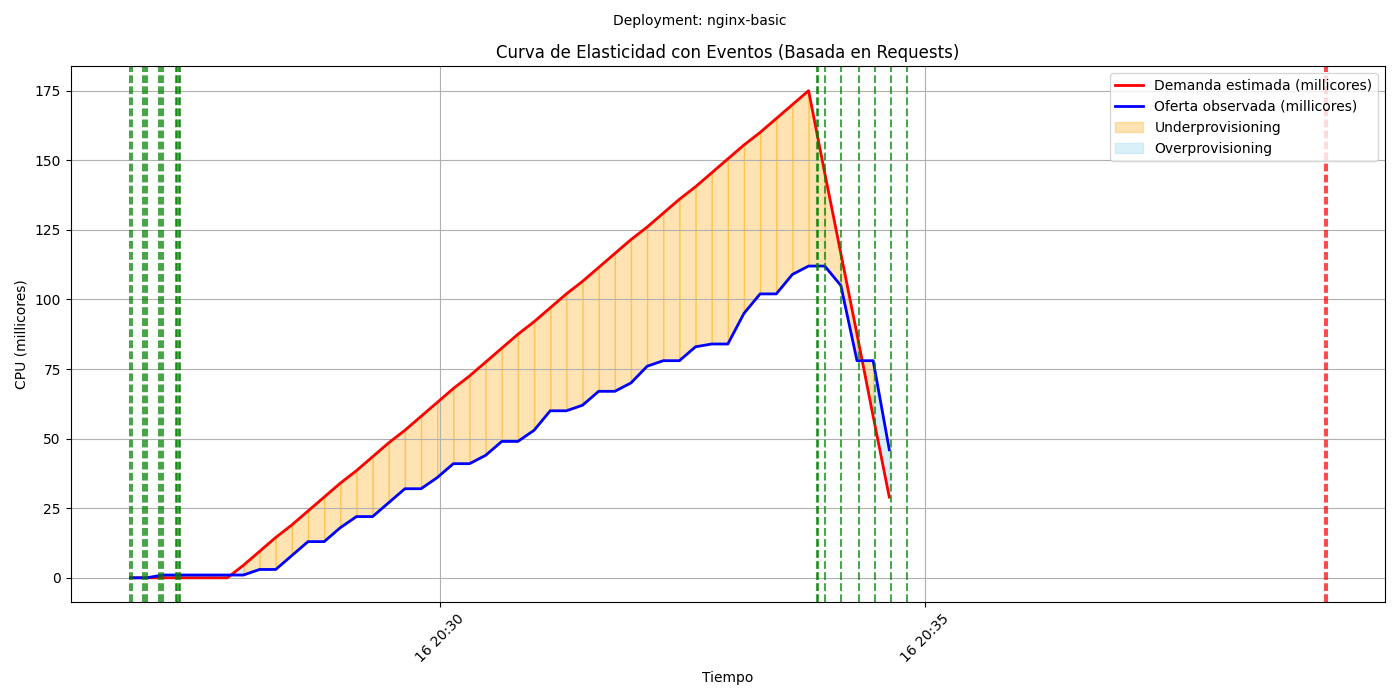 Deployment: nginx-basic
Curva de Elasticidad con Eventos (Basada en Requests)
Demanda estimada (millicores)
Oferta observada (millicores)
Underprovisioning
Overprovisioning
CPU (millicores)
175
150
125
100
75
50
25
0
16 20:30
16 20:35
Tiempo